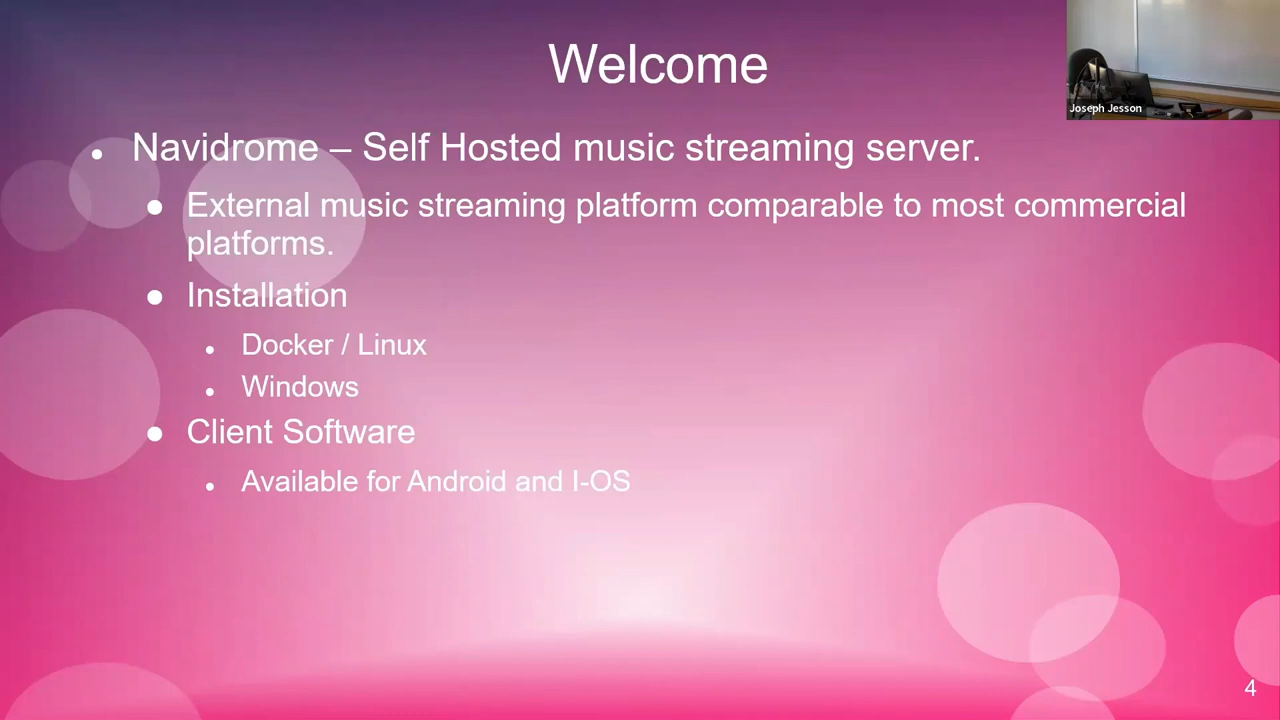 Welcome
Joseph Jesson
• Navidrome – Self Hosted music streaming server.
• External music streaming platform comparable to most commercial
platforms.
• Installation
• Docker / Linux
• Windows
• Client Software
• Available for Android and I-OS
4